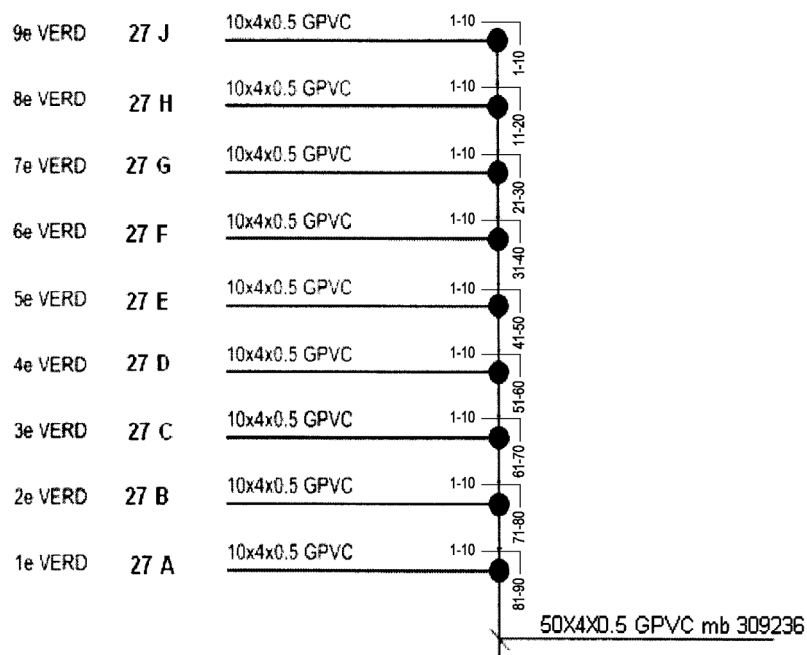 9e VERD 27 J 10x4x0.5 GPVC 1-10
1-10
8e VERD 27 H 10x4x0.5 GPVC 1-10
11-20
7e VERD 27 G 10x4x0.5 GPVC 1-10
21-30
6e VERD 27 F 10x4x0.5 GPVC 1-10
31-40
5e VERD 27 E 10x4x0.5 GPVC 1-10
41-50
4e VERD 27 D 10x4x0.5 GPVC 1-10
51-60
3e VERD 27 C 10x4x0.5 GPVC 1-10
61-70
2e VERD 27 B 10x4x0.5 GPVC 1-10
71-80
1e VERD 27 A 10x4x0.5 GPVC 1-10
81-90
50X4X0.5 GPVC mb 309236